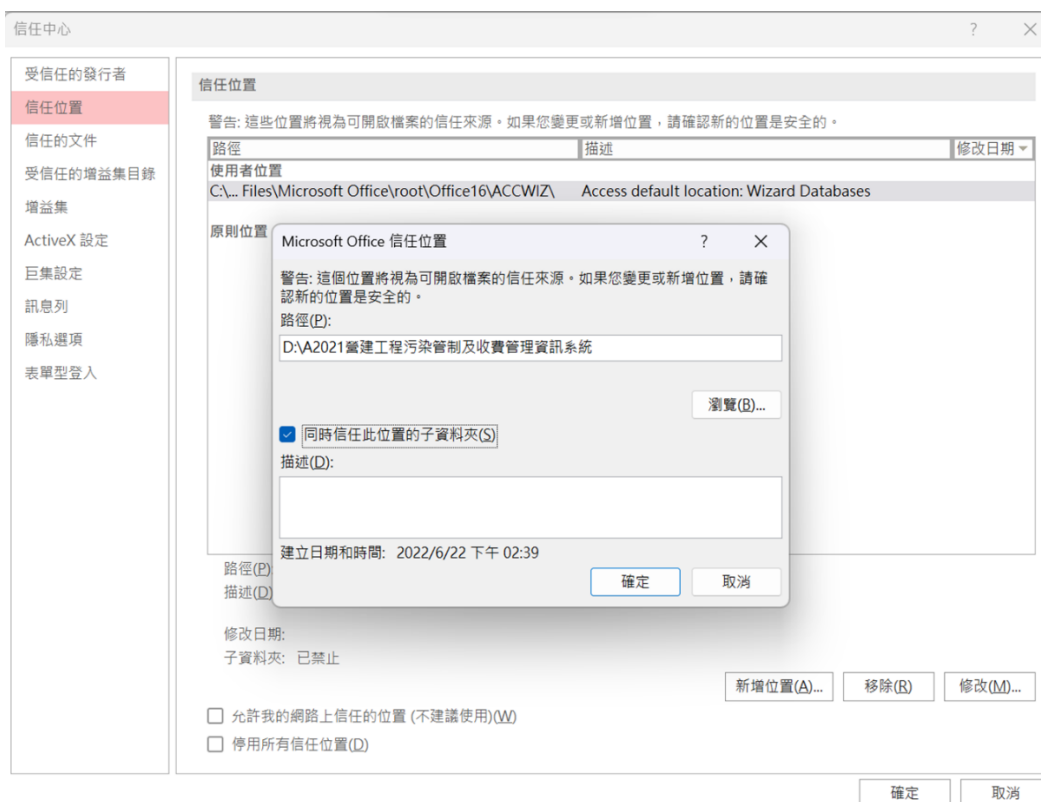 信任中心
?
受信任的發行者
信任位置
信任的文件
受信任的增益集目錄
增益集
ActiveX 設定
巨集設定
訊息列
隱私選項
表單型登入
信任位置
警告: 這些位置將視為可開啟檔案的信任來源。如果您變更或新增位置，請確認新的位置是安全的。
路徑 描述 修改日期
使用者位置
C:\... Files\Microsoft Office\root\Office16\ACCWIZ\ Access default location: Wizard Databases
原則位置
Microsoft Office 信任位置 ?
警告: 這個位置將視為可開啟檔案的信任來源。如果您變更或新增位置，請確
認新的位置是安全的。
路徑(P):
D:\A2021營建工程污染管制及收費管理資訊系統
瀏覽(B)...
同時信任此位置的子資料夾(S)
描述(D):
建立日期和時間: 2022/6/22 下午 02:39
確定 取消
路徑(P)
描述(D)
修改日期:
子資料夾: 已禁止
新增位置(A)... 移除(R) 修改(M)...
允許我的網路上信任的位置 (不建議使用)(W)
停用所有信任位置(D)
確定 取消